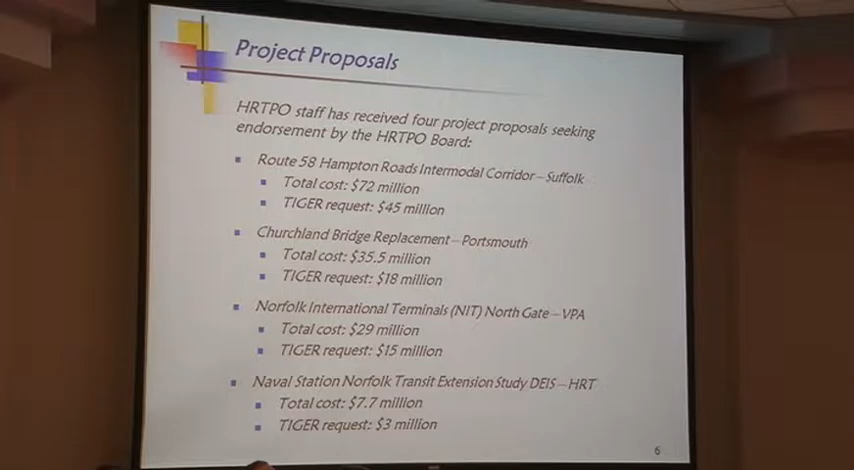 Project Proposals
HRTPO staff has received four project proposals seeking
endorsement by the HRTPO Board:
Route 58 Hampton Roads Intermodal Corridor – Suffolk
Total cost: $72 million
TIGER request: $45 million
Churchland Bridge Replacement – Portsmouth
Total cost: $35.5 million
TIGER request: $18 million
Norfolk International Terminals (NIT) North Gate – VPA
Total cost: $29 million
TIGER request: $15 million
Naval Station Norfolk Transit Extension Study DEIS – HRT
Total cost: $7.7 million
TIGER request: $3 million
6